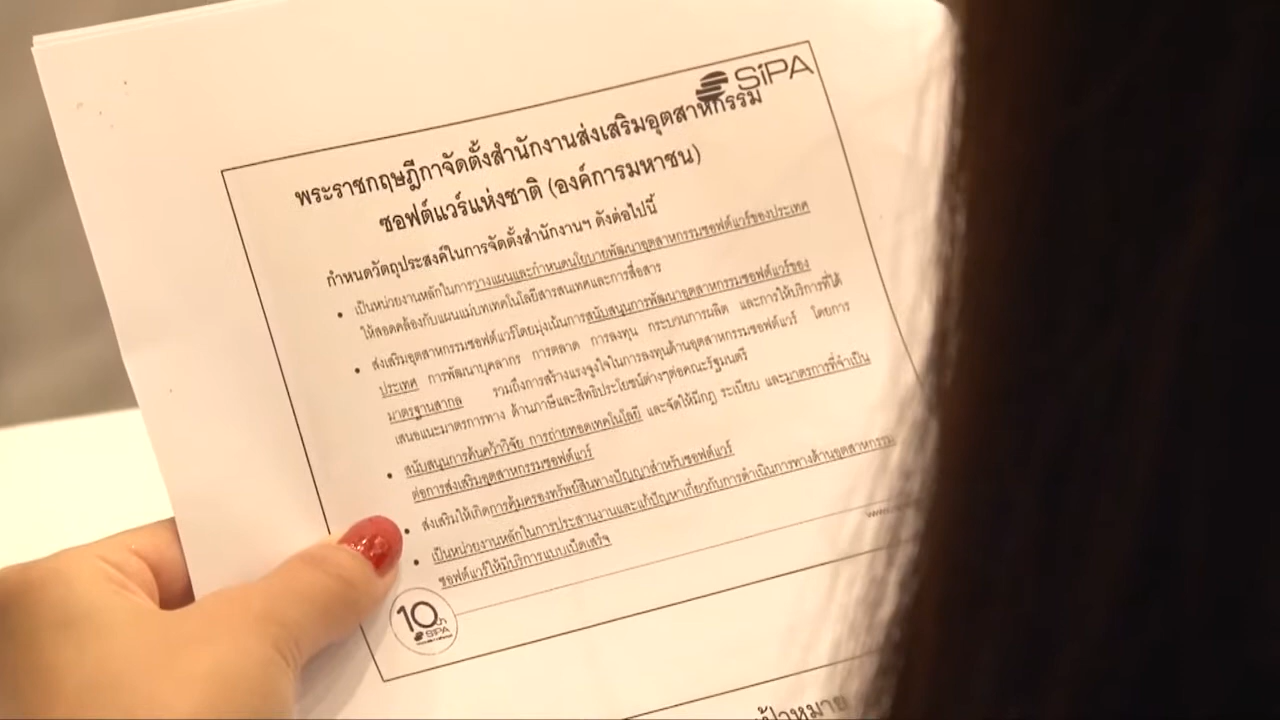 SiPA
พระราชกฤษฎีกาจัดตั้งสำนักงานส่งเสริมอุตสาหกรรม
ซอฟต์แวร์แห่งชาติ (องค์การมหาชน)
กำหนดวัตถุประสงค์ในการจัดตั้งสำนักงานฯ ดังต่อไปนี้
• เป็นหน่วยงานหลักในการวางแผนและกำหนดนโยบายพัฒนาอุตสาหกรรมซอฟต์แวร์ของประเทศ
ให้สอดคล้องกับแผนแม่บทเทคโนโลยีสารสนเทศและการสื่อสาร
• ส่งเสริมอุตสาหกรรมซอฟต์แวร์โดยมุ่งเน้นการสนับสนุนการพัฒนาอุตสาหกรรมซอฟต์แวร์ของ
ประเทศ การพัฒนาบุคลากร การตลาด การลงทุน กระบวนการผลิต และการให้บริการที่ได้
มาตรฐานสากล รวมถึงการสร้างแรงจูงใจในการลงทุนด้านอุตสาหกรรมซอฟต์แวร์ โดยการ
เสนอแนะมาตรการทาง ด้านภาษีและสิทธิประโยชน์ต่างๆต่อคณะรัฐมนตรี
• สนับสนุนการค้นคว้าวิจัย การถ่ายทอดเทคโนโลยี และจัดให้มีกฎ ระเบียบ และมาตรการที่จำเป็น
ต่อการส่งเสริมอุตสาหกรรมซอฟต์แวร์
• ส่งเสริมให้เกิดการคุ้มครองทรัพย์สินทางปัญญาสำหรับซอฟต์แวร์
• เป็นหน่วยงานหลักในการประสานงานและแก้ปัญหาเกี่ยวกับการดำเนินการทางด้านอุตสาหกรรม
ซอฟต์แวร์ให้มีบริการแบบเบ็ดเสร็จ
10 ปี
SiPA
เป้าหมาย